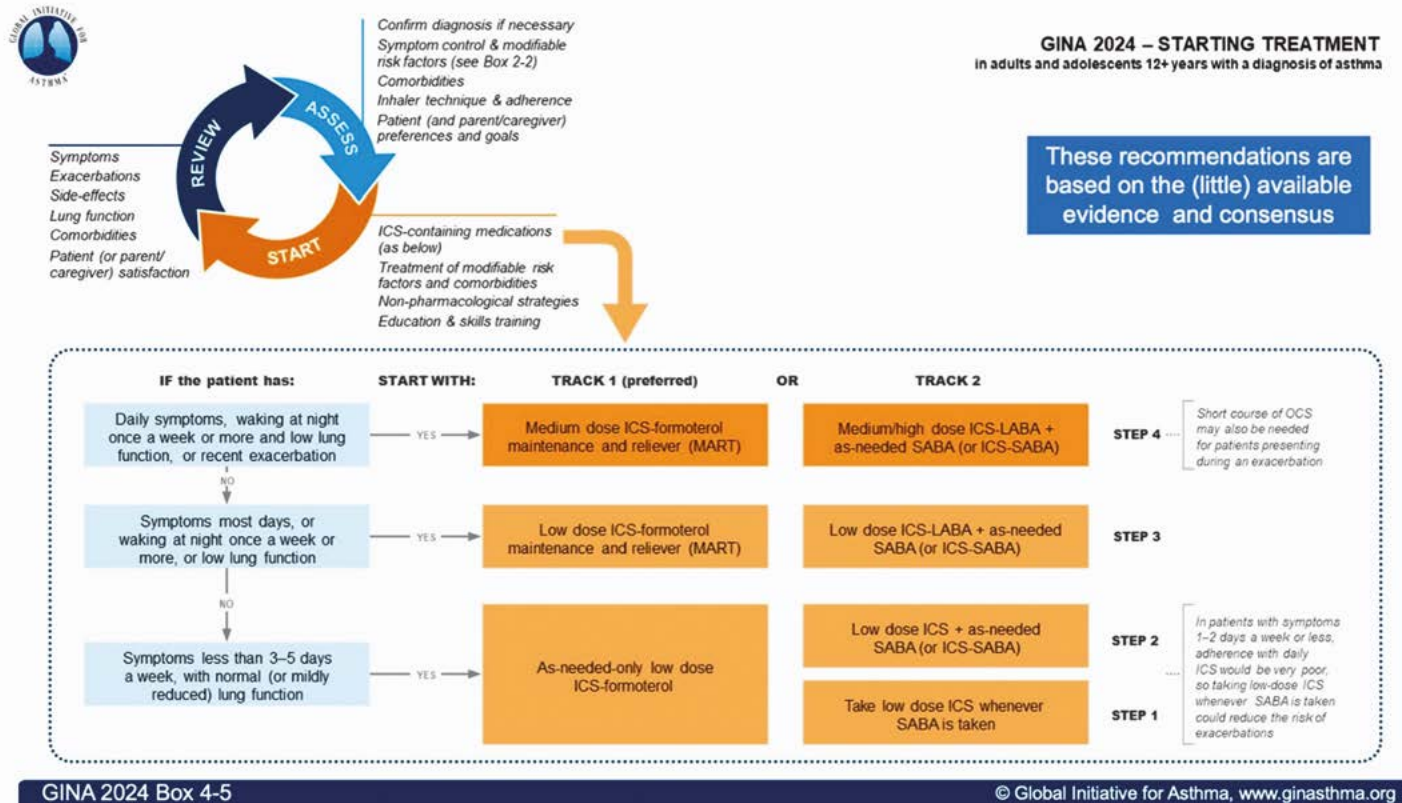 GLOBAL INITIATIVE FOR
ASTHMA
REVIEW
ASSESS
START
Confirm diagnosis if necessary
Symptom control & modifiable
risk factors (see Box 2-2)
Comorbidities
Inhaler technique & adherence
Patient (and parent/caregiver)
preferences and goals
GINA 2024 – STARTING TREATMENT
in adults and adolescents 12+ years with a diagnosis of asthma
These recommendations are
based on the (little) available
evidence and consensus
Symptoms
Exacerbations
Side-effects
Lung function
Comorbidities
Patient (or parent/
caregiver) satisfaction
ICS-containing medications
(as below)
Treatment of modifiable risk
factors and comorbidities
Non-pharmacological strategies
Education & skills training
IF the patient has:
START WITH:
TRACK 1 (preferred)
OR
TRACK 2
Daily symptoms, waking at night
once a week or more and low lung
function, or recent exacerbation
YES
Medium dose ICS-formoterol
maintenance and reliever (MART)
Medium/high dose ICS-LABA +
as-needed SABA (or ICS-SABA)
STEP 4
Short course of OCS
may also be needed
for patients presenting
during an exacerbation
NO
Symptoms most days, or
waking at night once a week or
more, or low lung function
YES
Low dose ICS-formoterol
maintenance and reliever (MART)
Low dose ICS-LABA + as-needed
SABA (or ICS-SABA)
STEP 3
NO
Symptoms less than 3–5 days
a week, with normal (or mildly
reduced) lung function
YES
As-needed-only low dose
ICS-formoterol
Low dose ICS + as-needed
SABA (or ICS-SABA)
STEP 2
Take low dose ICS whenever
SABA is taken
STEP 1
In patients with symptoms
1–2 days a week or less,
adherence with daily
ICS would be very poor,
so taking low-dose ICS
whenever SABA is taken
could reduce the risk of
exacerbations
GINA 2024 Box 4-5
© Global Initiative for Asthma, www.ginasthma.org